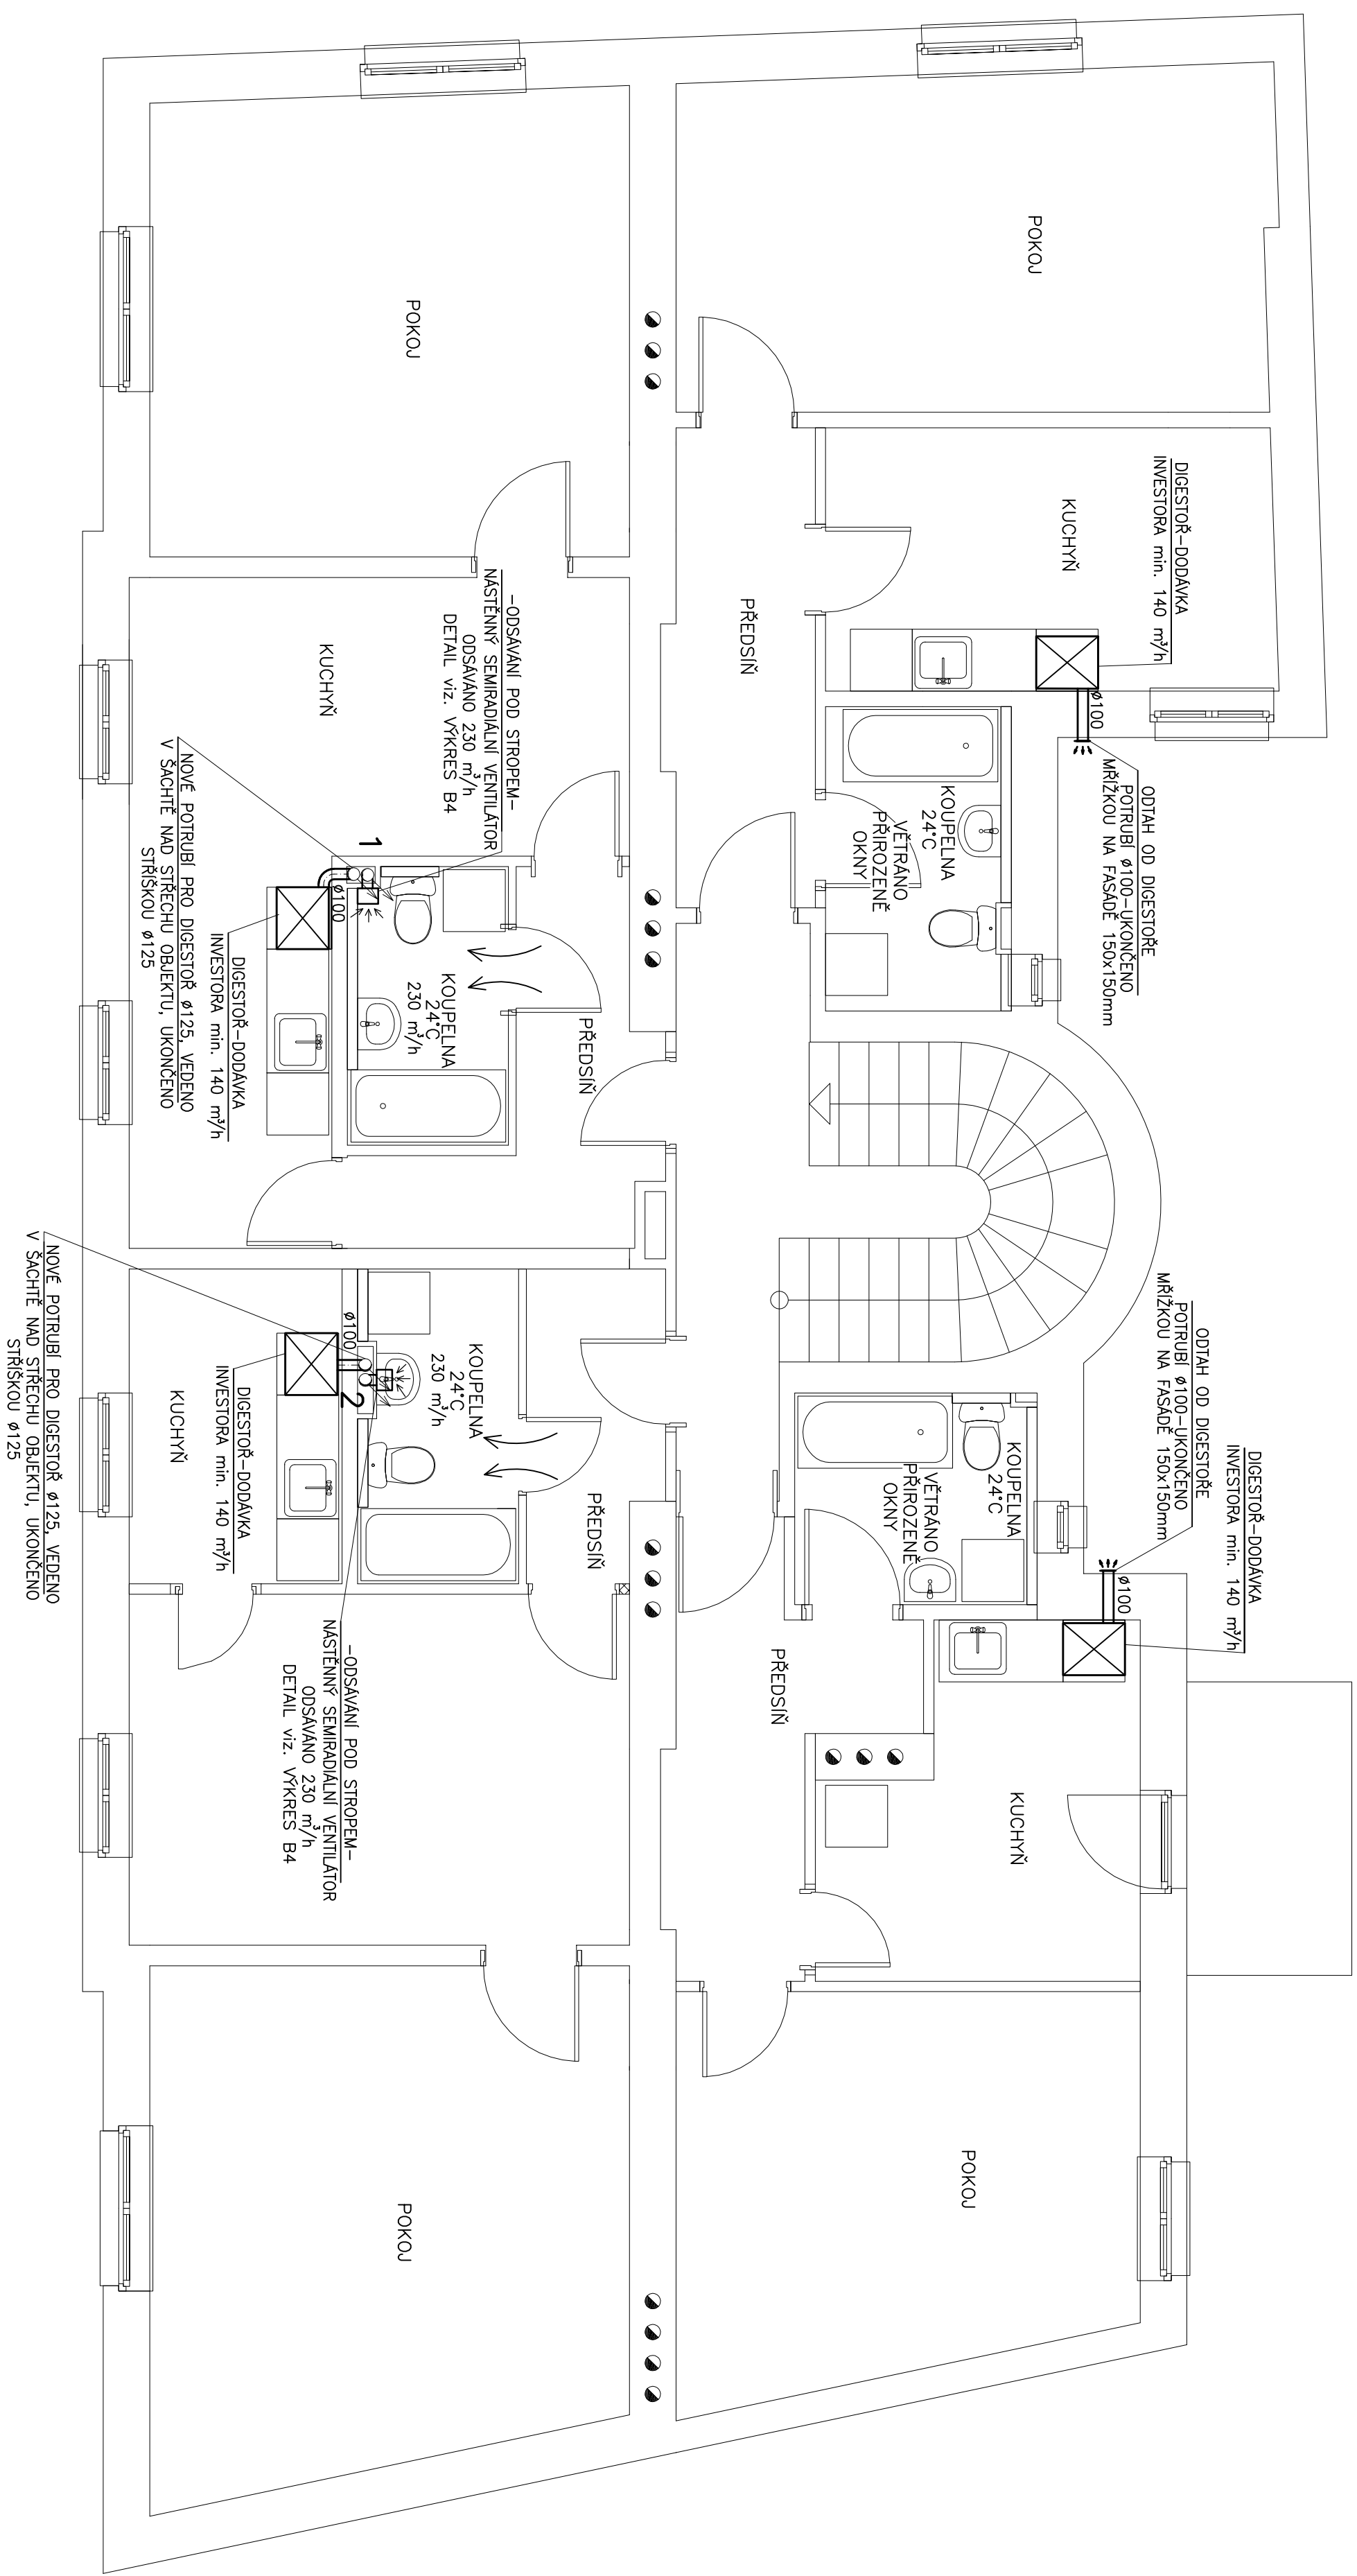 POKOJ
POKOJ
DIGESTOŘ-DODÁVKA
INVESTORA min. 140 m³/h
KUCHYŇ
PŘEDSÍŇ
Ø100
ODTAH OD DIGESTOŘE
POTRUBÍ Ø100-UKONČENO
MŘÍŽKOU NA FASÁDĚ 150x150mm
KOUPELNA
24°C
VĚTRÁNO
PŘIROZENĚ
OKNY
-ODSÁVÁNÍ POD STROPEM-
NÁSTĚNNÝ SEMIRADIÁLNÍ VENTILÁTOR
ODSÁVÁNO 230 m³/h
DETAIL viz. VÝKRES B4
KUCHYŇ
1
Ø100
NOVÉ POTRUBÍ PRO DIGESTOŘ Ø125, VEDENO
V ŠACHTĚ NAD STŘECHU OBJEKTU, UKONČENO
STŘÍŠKOU Ø125
DIGESTOŘ-DODÁVKA
INVESTORA min. 140 m³/h
KOUPELNA
24°C
230 m³/h
PŘEDSÍŇ
ODTAH OD DIGESTOŘE
POTRUBÍ Ø100-UKONČENO
MŘÍŽKOU NA FASÁDĚ 150x150mm
DIGESTOŘ-DODÁVKA
INVESTORA min. 140 m³/h
Ø100
KOUPELNA
24°C
VĚTRÁNO
PŘIROZENĚ
OKNY
PŘEDSÍŇ
KUCHYŇ
KOUPELNA
24°C
230 m³/h
Ø100
2
PŘEDSÍŇ
DIGESTOŘ-DODÁVKA
INVESTORA min. 140 m³/h
KUCHYŇ
NOVÉ POTRUBÍ PRO DIGESTOŘ Ø125, VEDENO
V ŠACHTĚ NAD STŘECHU OBJEKTU, UKONČENO
STŘÍŠKOU Ø125
-ODSÁVÁNÍ POD STROPEM-
NÁSTĚNNÝ SEMIRADIÁLNÍ VENTILÁTOR
ODSÁVÁNO 230 m³/h
DETAIL viz. VÝKRES B4
POKOJ
POKOJ